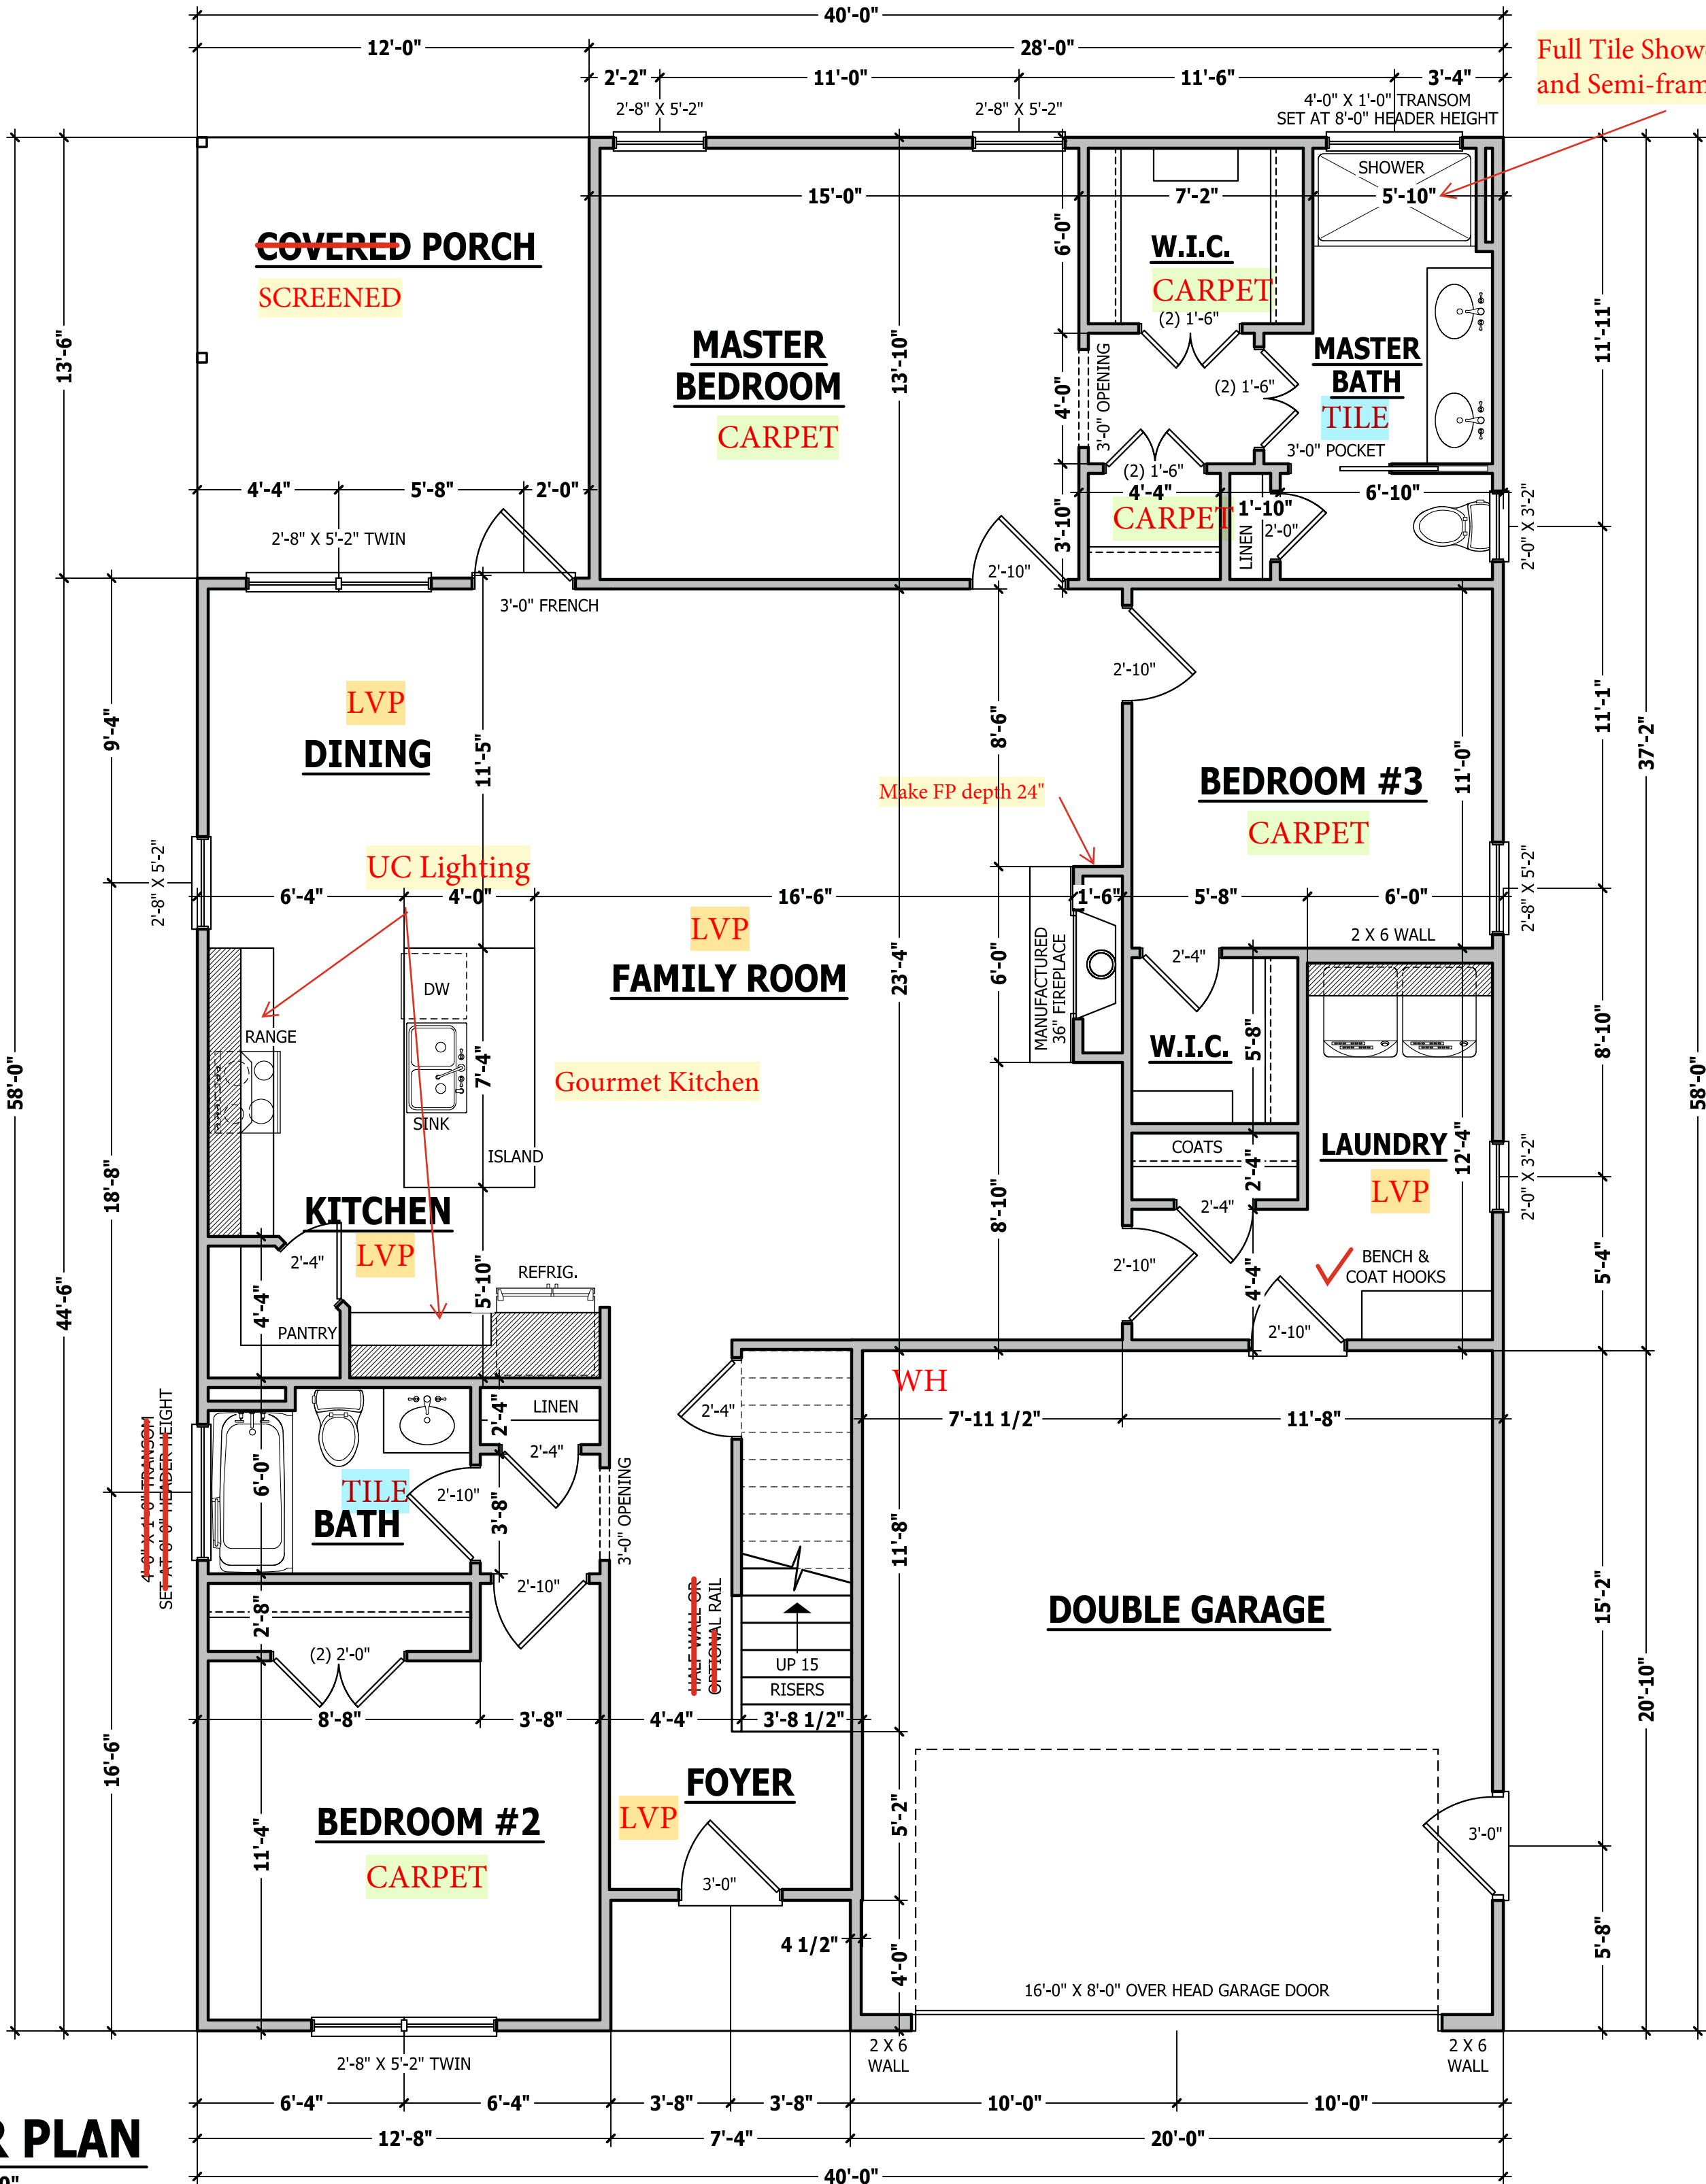 40'-0"
12'-0"
28'-0"
2'-2"
11'-0"
11'-6"
3'-4"
Full Tile Show
and Semi-fram
2'-8" X 5'-2"
2'-8" X 5'-2"
4'-0" X 1'-0" TRANSOM
SET AT 8'-0" HEADER HEIGHT
SHOWER
15'-0"
7'-2"
5'-10"
6'-0"
COVERED PORCH
SCREENED
W.I.C.
CARPET
(2) 1'-6"
13'-6"
MASTER
BEDROOM
CARPET
13'-10"
4'-0"
3'-0" OPENING
(2) 1'-6"
MASTER
BATH
TILE
3'-0" POCKET
11'-11"
(2) 1'-6"
4'-4"
CARPET
1'-10"
6'-10"
2'-0"
LINEN
3'-10"
2'-0" X 3'-2"
4'-4"
5'-8"
2'-0"
2'-8" X 5'-2" TWIN
3'-0" FRENCH
2'-10"
2'-10"
9'-4"
LVP
DINING
11'-5"
8'-6"
Make FP depth 24"
BEDROOM #3
CARPET
11'-0"
11'-1"
37'-2"
2'-8" X 5'-2"
UC Lighting
6'-4"
4'-0"
16'-6"
1'-6"
5'-8"
6'-0"
2'-8" X 5'-2"
2 X 6 WALL
LVP
FAMILY ROOM
23'-4"
6'-0"
MANUFACTURED
36" FIREPLACE
2'-4"
DW
RANGE
7'-4"
SINK
ISLAND
Gourmet Kitchen
W.I.C.
5'-8"
8'-10"
58'-0"
58'-0"
COATS
2'-4"
2'-4"
LAUNDRY
LVP
12'-4"
2'-0" X 3'-2"
18'-8"
KITCHEN
LVP
2'-4"
8'-10"
2'-10"
4'-4"
BENCH &
COAT HOOKS
5'-4"
REFRIG.
5'-10"
4'-4"
PANTRY
44'-6"
2'-10"
WH
7'-11 1/2"
11'-8"
4'-0" X 1'-0" TRANSOM
SET AT 8'-0" HEADER HEIGHT
2'-4"
LINEN
2'-4"
2'-4"
6'-0"
TILE
BATH
2'-10"
3'-8"
3'-0" OPENING
2'-10"
11'-8"
2'-8"
(2) 2'-0"
HALF WALL OR
OPTIONAL RAIL
UP 15
RISERS
DOUBLE GARAGE
15'-2"
20'-10"
8'-8"
3'-8"
4'-4"
3'-8 1/2"
16'-6"
FOYER
LVP
BEDROOM #2
CARPET
11'-4"
5'-2"
3'-0"
3'-0"
4 1/2"
4'-0"
5'-8"
16'-0" X 8'-0" OVER HEAD GARAGE DOOR
2'-8" X 5'-2" TWIN
2 X 6
WALL
2 X 6
WALL
6'-4"
6'-4"
3'-8"
3'-8"
10'-0"
10'-0"
12'-8"
7'-4"
20'-0"
R PLAN
40'-0"